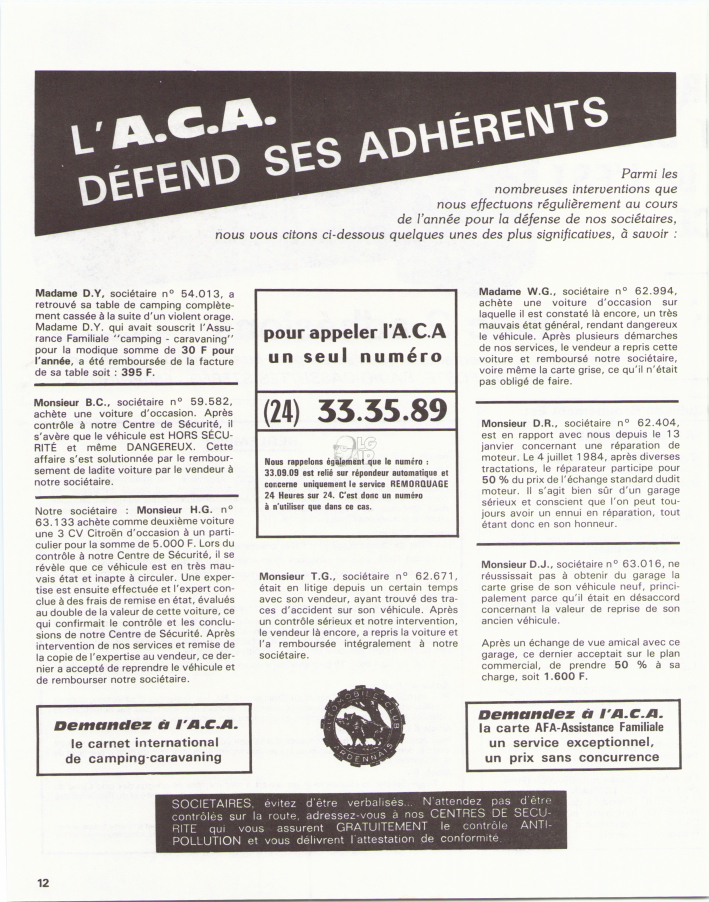 L'A.C.A.
DÉFEND SES ADHÉRENTS
Parmi les
nombreuses interventions que
nous effectuons régulièrement au cours
de l'année pour la défense de nos sociétaires,
nous vous citons ci-dessous quelques unes des plus significatives, à savoir :
Madame D.Y, sociétaire n° 54.013, a
retrouvé sa table de camping complète-
ment cassée à la suite d'un violent orage.
Madame D.Y. qui avait souscrit l'Assu-
rance Familiale "camping - caravaning"
pour la modique somme de 30 F pour
l'année, a été remboursée de la facture
de sa table soit : 395 F.
Monsieur B.C., sociétaire n° 59.582,
achète une voiture d'occasion. Après
contrôle à notre Centre de Sécurité, il
s'avère que le véhicule est HORS SÉCU-
RITÉ et même DANGEREUX. Cette
affaire s'est solutionnée par le rembour-
sement de ladite voiture par le vendeur à
notre sociétaire.
Notre sociétaire : Monsieur H.G. n°
63.133 achète comme deuxième voiture
une 3 CV Citroën d'occasion à un parti-
culier pour la somme de 5.000 F. Lors du
contrôle à notre Centre de Sécurité, il se
révèle que ce véhicule est en très mau-
vais état et inapte à circuler. Une exper-
tise est ensuite effectuée et l'expert con-
clue à des frais de remise en état, évalués
au double de la valeur de cette voiture, ce
qui confirmait le contrôle et les conclu-
sions de notre Centre de Sécurité. Après
intervention de nos services et remise de
la copie de l'expertise au vendeur, ce der-
nier a accepté de reprendre le véhicule et
de rembourser notre sociétaire.
pour appeler l'A.C.A
un seul numéro
(24) 33.35.89
Nous rappelons également que le numéro :
33.09.09 est relié sur répondeur automatique et
concerne uniquement le service REMORQUAGE
24 Heures sur 24. C'est donc un numéro
à n'utiliser que dans ce cas.
Monsieur T.G., sociétaire n° 62.671,
était en litige depuis un certain temps
avec son vendeur, ayant trouvé des tra-
ces d'accident sur son véhicule. Après
un contrôle sérieux et notre intervention,
le vendeur là encore, a repris la voiture et
l'a remboursée intégralement à notre
sociétaire.
Madame W.G., sociétaire n° 62.994,
achète une voiture d'occasion sur
laquelle il est constaté là encore, un très
mauvais état général, rendant dangereux
le véhicule. Après plusieurs démarches
de nos services, le vendeur a repris cette
voiture et remboursé notre sociétaire,
voire même la carte grise, ce qu'il n'était
pas obligé de faire.
Monsieur D.R., sociétaire n° 62.404,
est en rapport avec nous depuis le 13
janvier concernant une réparation de
moteur. Le 4 juillet 1984, après diverses
tractations, le réparateur participe pour
50 % du prix de l'échange standard dudit
moteur. Il s'agit bien sûr d'un garage
sérieux et conscient que l'on peut tou-
jours avoir un ennui en réparation, tout
étant donc en son honneur.
Monsieur D.J., sociétaire n° 63.016, ne
réussissait pas à obtenir du garage la
carte grise de son véhicule neuf, princi-
palement parce qu'il était en désaccord
concernant la valeur de reprise de son
ancien véhicule.
Après un échange de vue amical avec ce
garage, ce dernier acceptait sur le plan
commercial, de prendre 50 % à sa
charge, soit 1.600 F.
Demandez à l'A.C.A.
le carnet international
de camping-caravaning
AUTOMOBILE CLUB
ARDENNAIS
Demandez à l'A.C.A.
la carte AFA-Assistance Familiale
un service exceptionnel,
un prix sans concurrence
SOCIETAIRES, évitez d'être verbalisés... N'attendez pas d'être
contrôlés sur la route, adressez-vous à nos CENTRES DE SECU-
RITE qui vous assurent GRATUITEMENT le contrôle ANTI-
POLLUTION et vous délivrent l'attestation de conformité.
12